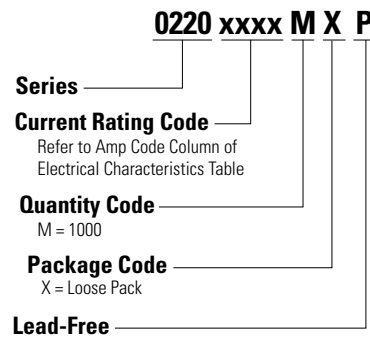 0220 xxxx M X P
Series
Current Rating Code
Refer to Amp Code Column of
Electrical Characteristics Table
Quantity Code
M = 1000
Package Code
X = Loose Pack
Lead-Free